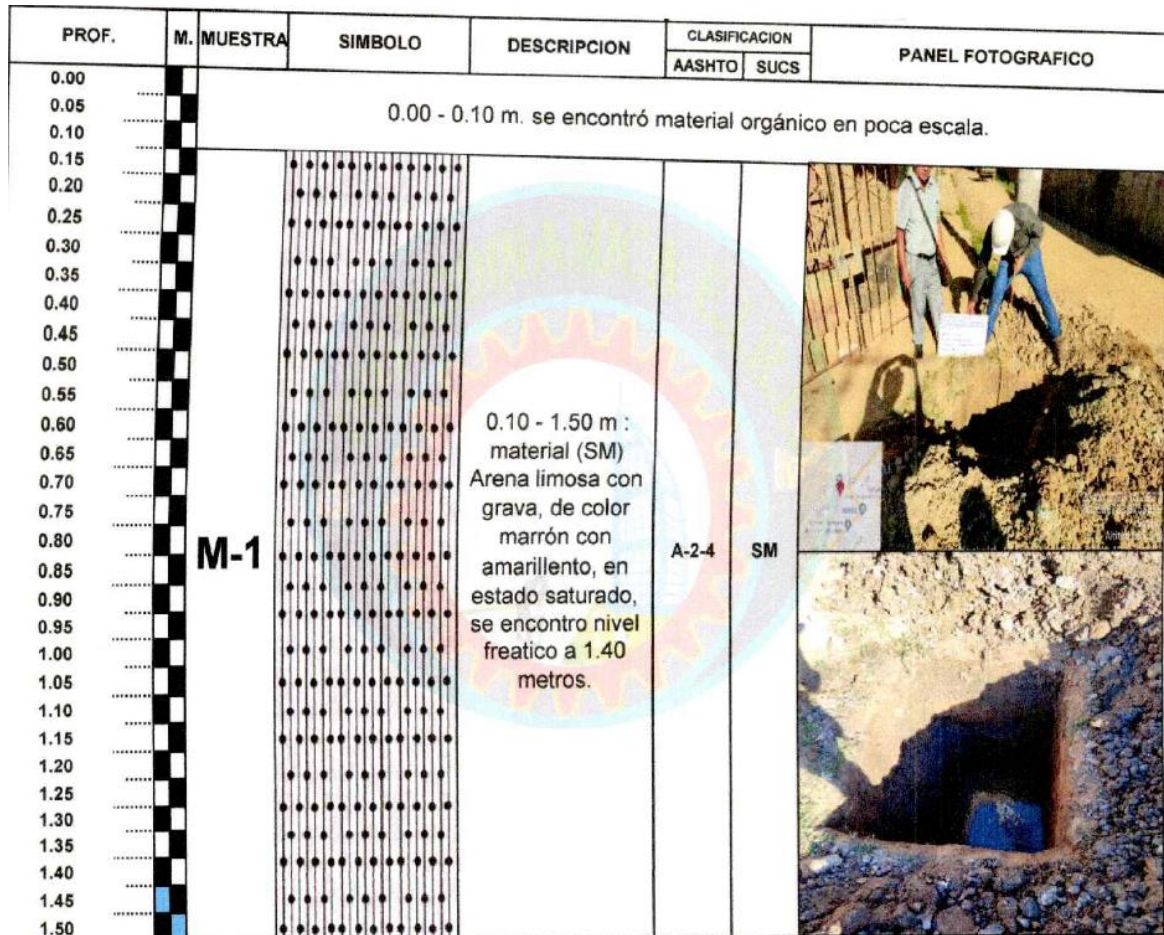 PROF.
M.
MUESTRA
SIMBOLO
DESCRIPCION
CLASIFICACION
AASHTO
SUCS
PANEL FOTOGRAFICO
0.00
0.05
0.10
0.15
0.20
0.25
0.30
0.35
0.40
0.45
0.50
0.55
0.60
0.65
0.70
0.75
0.80
0.85
0.90
0.95
1.00
1.05
1.10
1.15
1.20
1.25
1.30
1.35
1.40
1.45
1.50
0.00 - 0.10 m. se encontró material orgánico en poca escala.
M-1
0.10 - 1.50 m :
material (SM)
Arena limosa con
grava, de color
marrón con
amarillento, en
estado saturado,
se encontro nivel
freatico a 1.40
metros.
A-2-4
SM